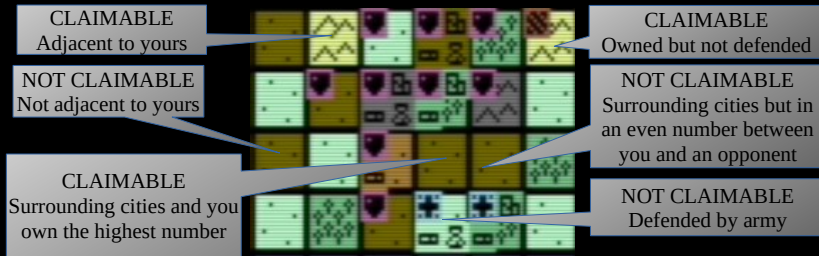 CLAIMABLE
Adjacent to yours
CLAIMABLE
Owned but not defended
NOT CLAIMABLE
Not adjacent to yours
NOT CLAIMABLE
Surrounding cities but in
an even number between
you and an opponent
CLAIMABLE
Surrounding cities and you
own the highest number
NOT CLAIMABLE
Defended by army